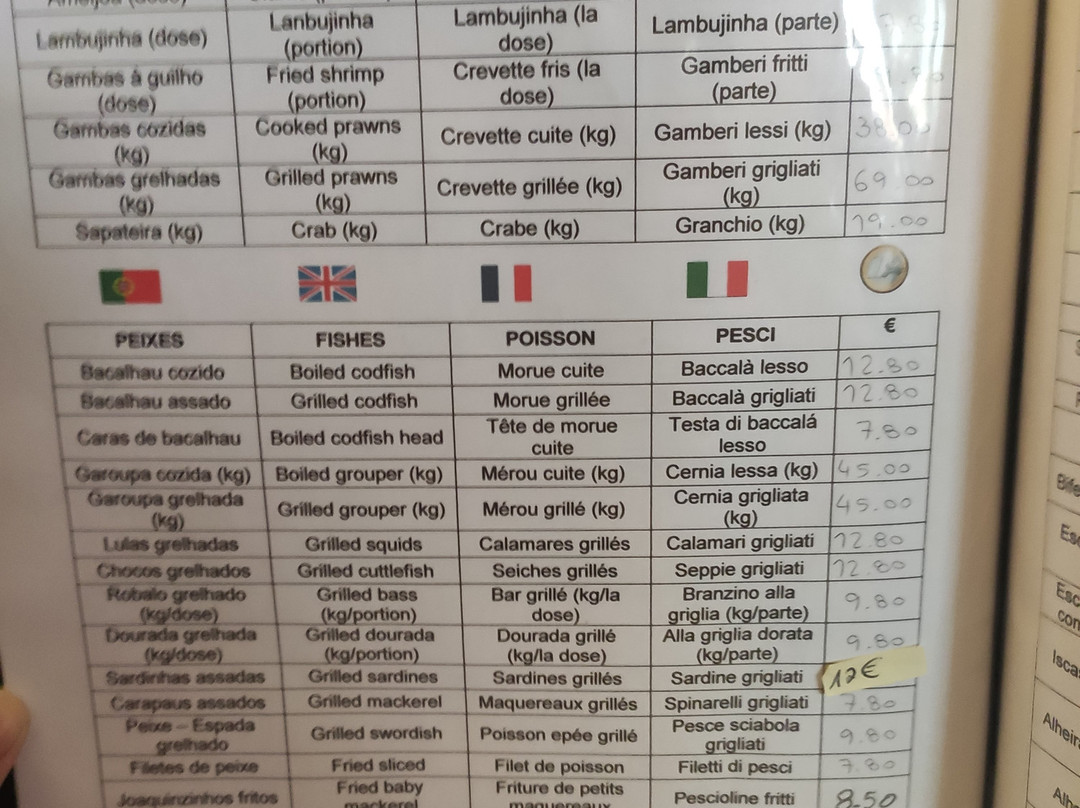 Lambujinha (dose) Lanbujinha (portion) Lambujinha (la dose) Lambujinha (parte) 7.80
Gambas à guilho (dose) Fried shrimp (portion) Crevette fris (la dose) Gamberi fritti (parte)
Gambas cozidas (kg) Cooked prawns (kg) Crevette cuite (kg) Gamberi lessi (kg) 38.00
Gambas grelhadas (kg) Grilled prawns (kg) Crevette grillée (kg) Gamberi grigliati (kg) 69.00
Sapateira (kg) Crab (kg) Crabe (kg) Granchio (kg) 19.00
PEIXES FISHES POISSON PESCI €
Bacalhau cozido Boiled codfish Morue cuite Baccalà lesso 12.80
Bacalhau assado Grilled codfish Morue grillée Baccalà grigliati 12.80
Caras de bacalhau Boiled codfish head Tête de morue cuite Testa di baccalá lesso 7.80
Garoupa cozida (kg) Boiled grouper (kg) Mérou cuite (kg) Cernia lessa (kg) 45.00
Garoupa grelhada (kg) Grilled grouper (kg) Mérou grillé (kg) Cernia grigliata (kg) 45.00
Lulas grelhadas Grilled squids Calamares grillés Calamari grigliati 12.80
Chocos grelhados Grilled cuttlefish Seiches grillés Seppie grigliati 12.80
Robalo grelhado (kg/dose) Grilled bass (kg/portion) Bar grillé (kg/la dose) Branzino alla griglia (kg/parte) 9.80
Dourada grelhada (kg/dose) Grilled dourada (kg/portion) Dourada grillé (kg/la dose) Alla griglia dorata (kg/parte) 9.80
Sardinhas assadas Grilled sardines Sardines grillés Sardine grigliati 12€
Carapaus assados Grilled mackerel Maquereaux grillés Spinarelli grigliati 7.80
Peixe – Espada grelhado Grilled swordish Poisson epée grillé Pesce sciabola grigliati 9.80
Filetes de peixe Fried sliced Filet de poisson Filetti di pesci 7.80
Joaquinzinhos fritos Fried baby mackerel Friture de petits maquereaux Pescioline fritti 8.50